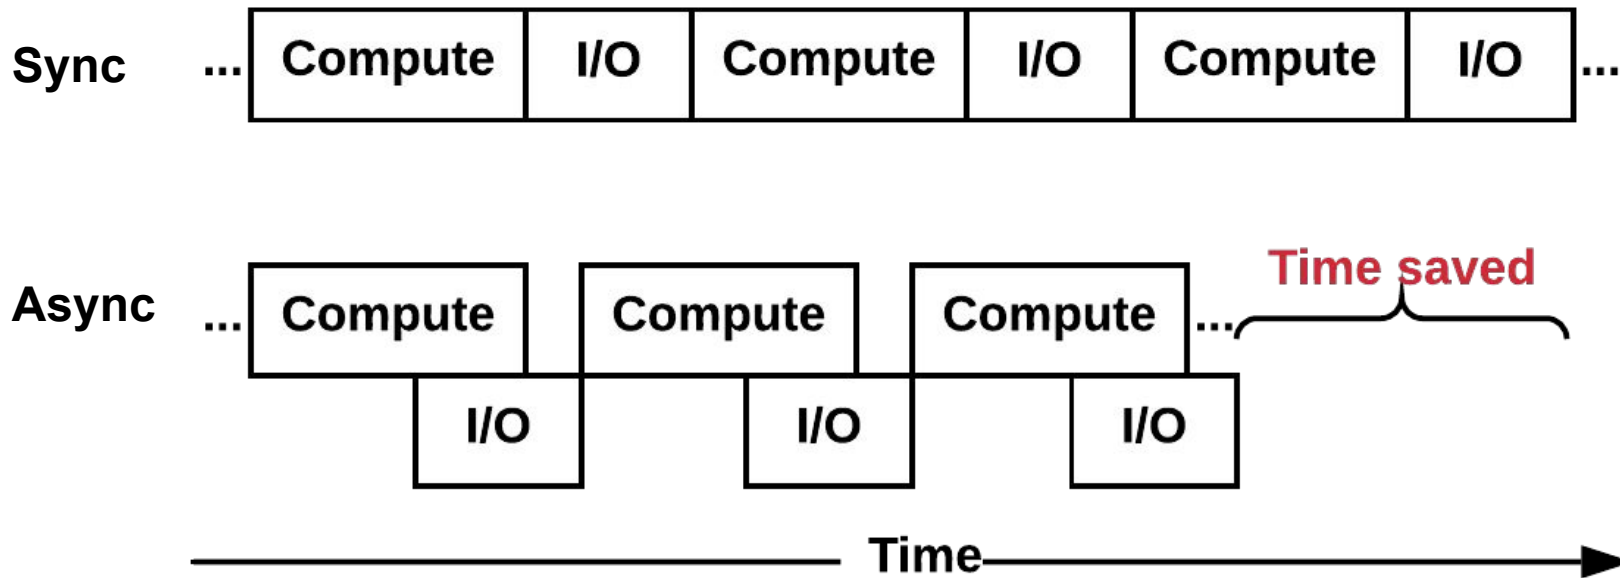 Sync ... Compute I/O Compute I/O Compute I/O ...
Time saved
Async ... Compute Compute Compute ...
I/O I/O I/O
Time